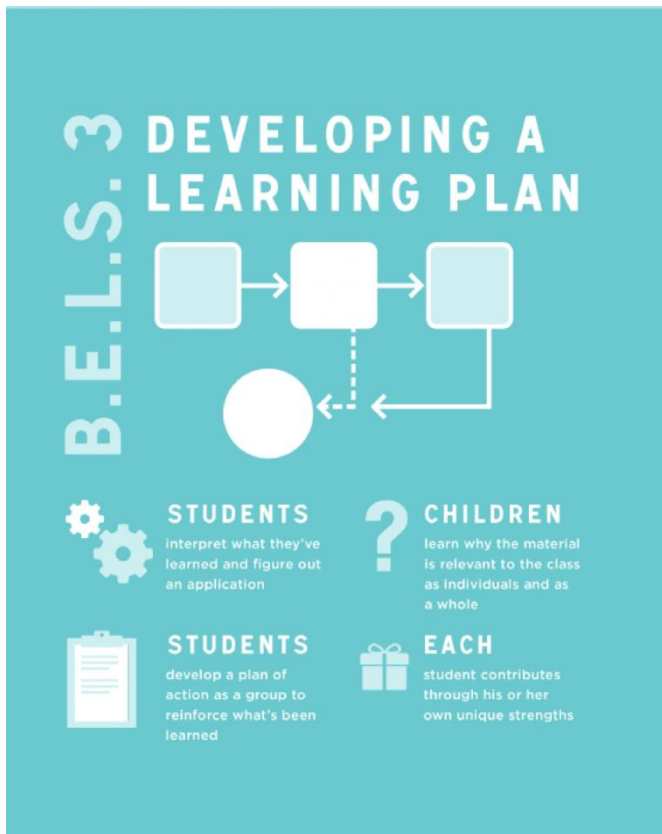 B.E.L.S. 3
DEVELOPING A
LEARNING PLAN
STUDENTS
interpret what they've
learned and figure out
an application
?
CHILDREN
learn why the material
is relevant to the class
as individuals and as
a whole
STUDENTS
develop a plan of
action as a group to
reinforce what's been
learned
EACH
student contributes
through his or her
own unique strengths